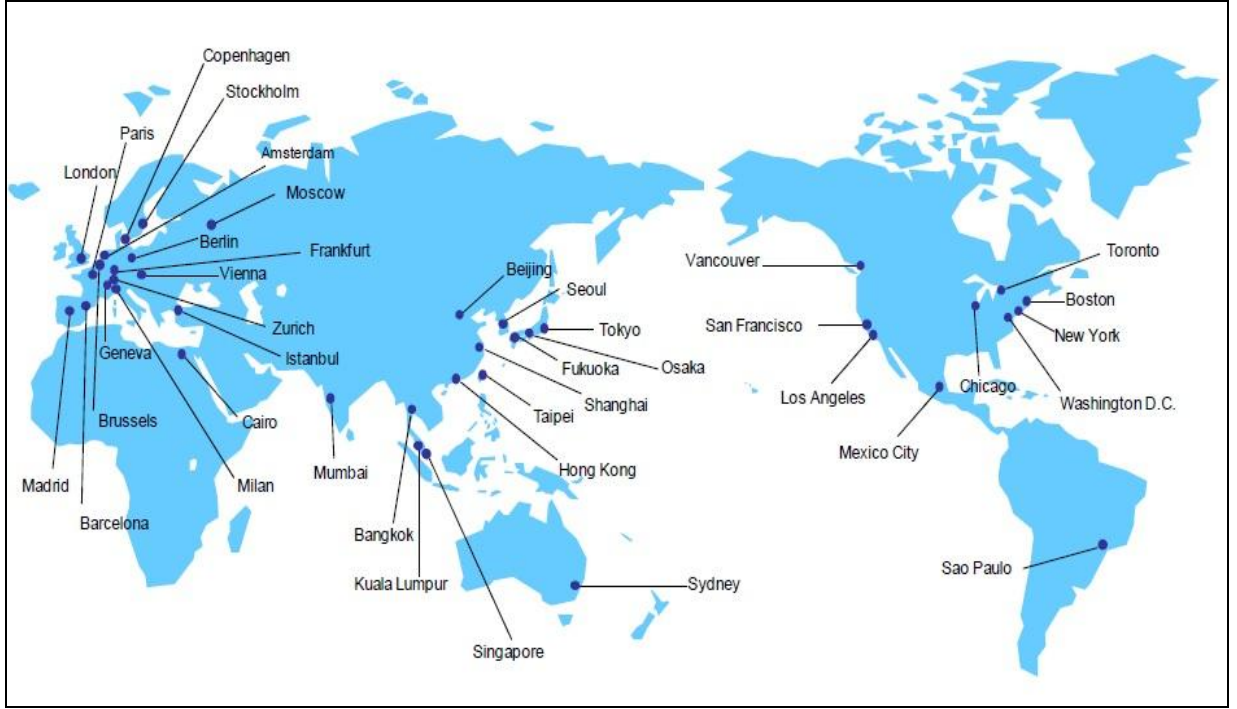 Copenhagen
Stockholm
Paris
Amsterdam
London
Moscow
Berlin
Frankfurt
Vienna
Zurich
Geneva
Istanbul
Brussels
Cairo
Madrid
Milan
Barcelona
Mumbai
Beijing
Seoul
Tokyo
Fukuoka
Osaka
Shanghai
Taipei
Hong Kong
Bangkok
Kuala Lumpur
Singapore
Sydney
Vancouver
San Francisco
Los Angeles
Mexico City
Toronto
Boston
New York
Chicago
Washington D.C.
Sao Paulo